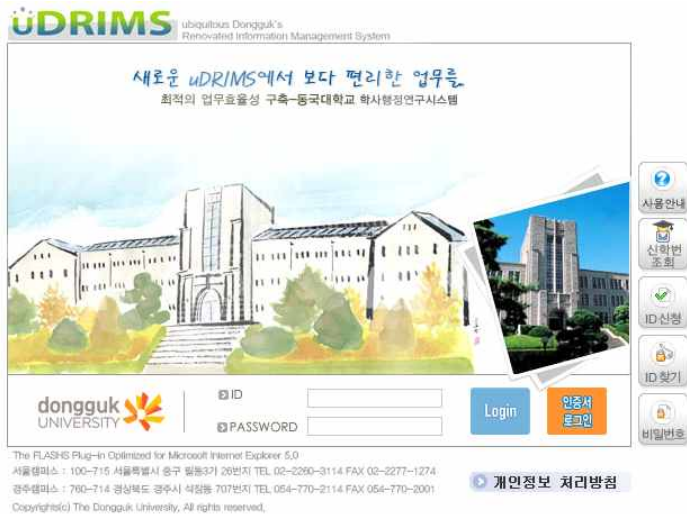 uDRIMS
ubiquitous Dongguk's
Renovated Information Management System
새로운 uDRIMS에서 보다 편리한 업무를
최적의 업무효율성 구축-동국대학교 학사행정연구시스템
사용안내
신학번
조회
ID신청
ID찾기
비밀번호
dongguk
UNIVERSITY
ID
PASSWORD
Login
인증서
로그인
The FLASH5 Plug-in Optimized for Microsoft Internet Explorer 5.0
서울캠퍼스 : 100-715 서울특별시 중구 필동3가 26번지 TEL 02-2260-3114 FAX 02-2277-1274
경주캠퍼스 : 780-714 경상북도 경주시 석장동 707번지 TEL 054-770-2114 FAX 054-770-2001
Copyrights(c) The Dongguk University, All rights reserved.
개인정보 처리방침